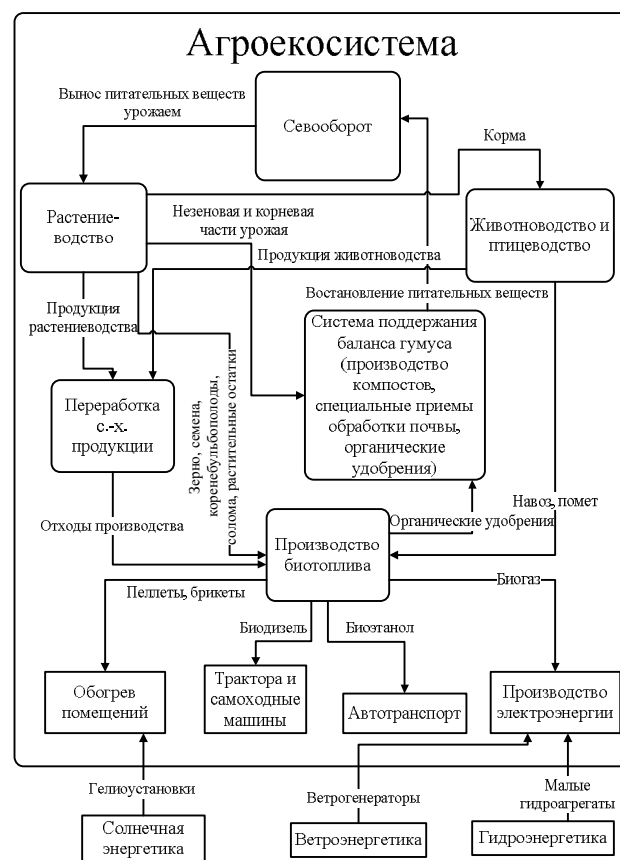 Агроекосистема
Вынос питательных веществ
урожаем
Севооборот
Корма
Растение-
водство
Незеновая и корневая
части урожая
Животноводство и
птицеводство
Продукция животноводства
Продукция
растениеводства
Востановление питательных веществ
Система поддержания
баланса гумуса
(производство
компостов,
специальные приемы
обработки почвы,
органические
удобрения)
Переработка
с.-х.
продукции
Зерно, семена,
коренебульбополоды,
солома, растительные остатки
Навоз, помет
Отходы производства
Органические удобрения
Производство
биотоплива
Пеллеты, брикеты
Биогаз
Биодизель
Биоэтанол
Обогрев
помещений
Трактора и
самоходные
машины
Автотранспорт
Производство
электроэнергии
Гелиоустановки
Ветрогенераторы
Малые
гидроагрегаты
Солнечная
энергетика
Ветроэнергетика
Гидроэнергетика